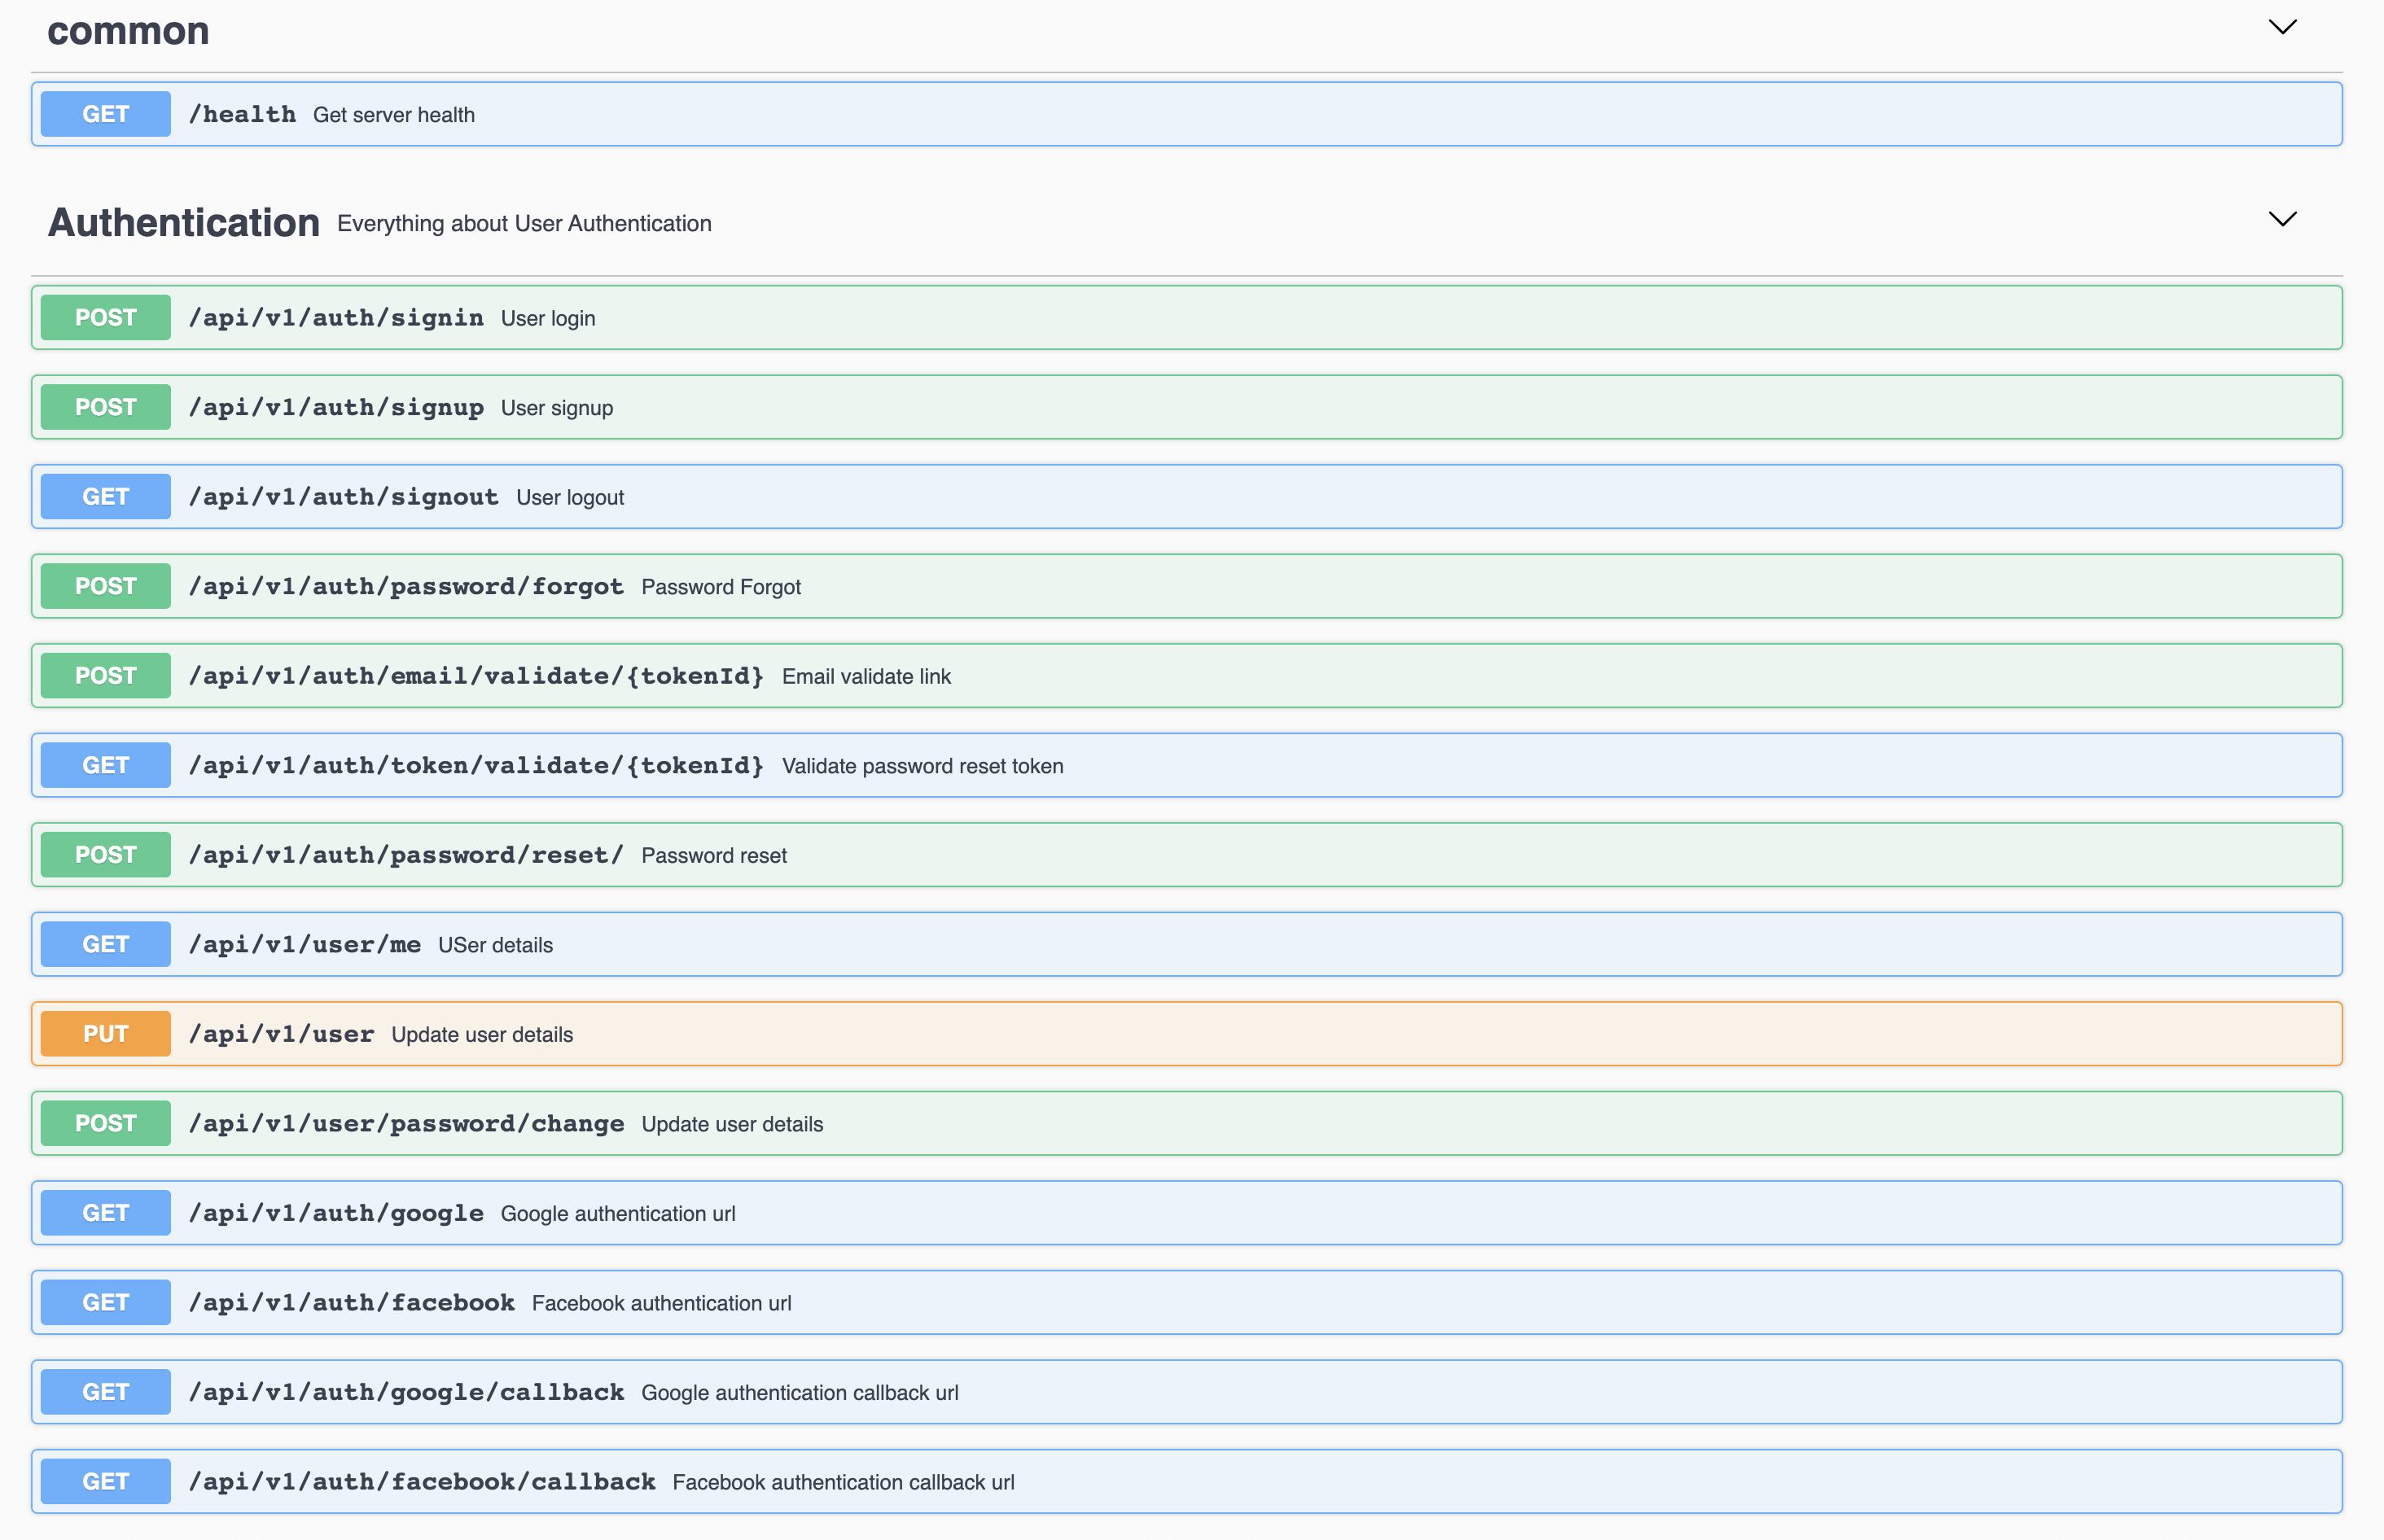 common
GET /health Get server health
Authentication Everything about User Authentication
POST /api/v1/auth/signin User login
POST /api/v1/auth/signup User signup
GET /api/v1/auth/signout User logout
POST /api/v1/auth/password/forgot Password Forgot
POST /api/v1/auth/email/validate/{tokenId} Email validate link
GET /api/v1/auth/token/validate/{tokenId} Validate password reset token
POST /api/v1/auth/password/reset/ Password reset
GET /api/v1/user/me USer details
PUT /api/v1/user Update user details
POST /api/v1/user/password/change Update user details
GET /api/v1/auth/google Google authentication url
GET /api/v1/auth/facebook Facebook authentication url
GET /api/v1/auth/google/callback Google authentication callback url
GET /api/v1/auth/facebook/callback Facebook authentication callback url